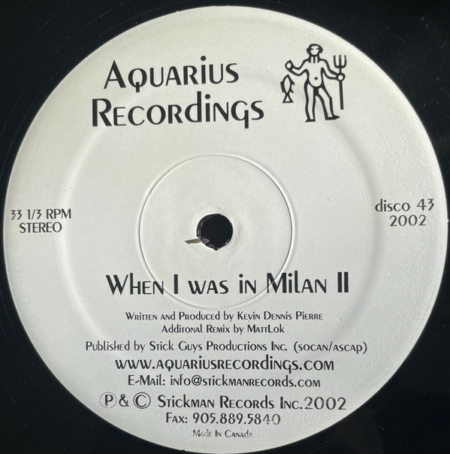 Aquarius
Recordings
33 1/3 RPM
STEREO
disco 43
2002
When I was in Milan II
Written and Produced by Kevin Dennis Pierre
Additonal Remix by MattLok
Published by Stick Guys Productions Inc. (socan/ascap)
www.aquariusrecordings.com
E-Mail: info@stickmanrecords.com
Ⓟ & © Stickman Records Inc.2002
Fax: 905.889.5840
Made In Canada